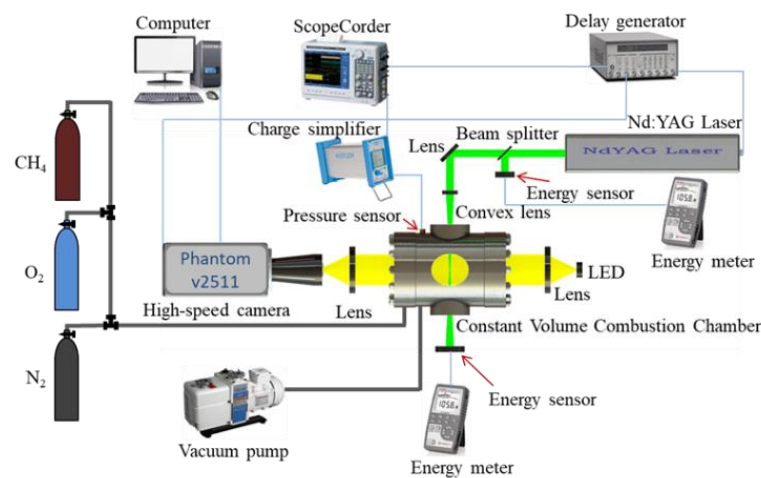 Computer
ScopeCorder
Delay generator
CH4
Charge simplifier
Lens
Beam splitter
Nd:YAG Laser
NdYAG Laser
Energy sensor
Pressure sensor
Convex lens
O2
Phantom
v2511
Energy meter
LED
High-speed camera
Lens
Lens
Constant Volume Combustion Chamber
N2
Energy sensor
Vacuum pump
Energy meter